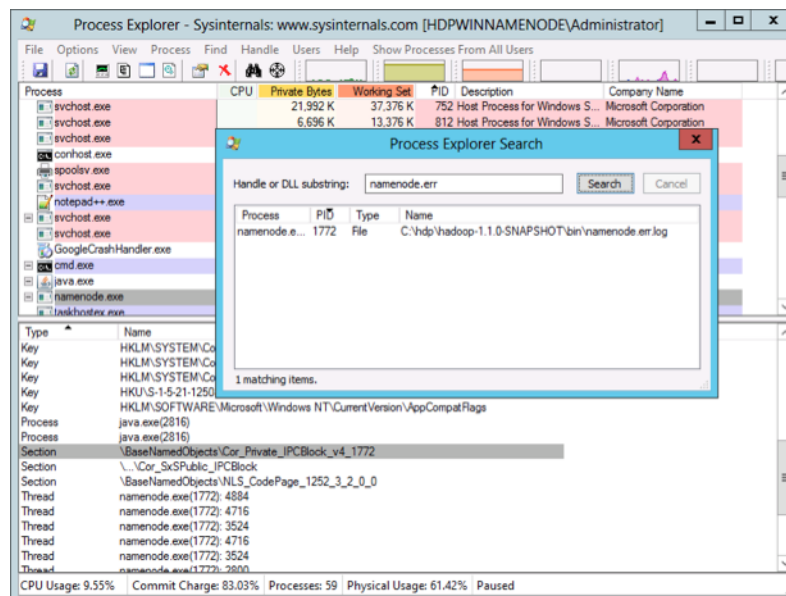 Process Explorer - Sysinternals: www.sysinternals.com [HDPWINNAMENODE\Administrator]
File Options View Process Find Handle Users Help Show Processes From All Users
Process CPU Private Bytes Working Set PID Description Company Name
svchost.exe 21,992 K 37,376 K 752 Host Process for Windows S... Microsoft Corporation
svchost.exe 6,696 K 13,376 K 812 Host Process for Windows S... Microsoft Corporation
svchost.exe
conhost.exe
spoolsv.exe
svchost.exe
notepad++.exe
svchost.exe
svchost.exe
GoogleCrashHandler.exe
cmd.exe
java.exe
namenode.exe
taskhostex.exe
Process Explorer Search
Handle or DLL substring: namenode.err Search Cancel
Process PID Type Name
namenode.e... 1772 File C:\hdp\hadoop-1.1.0-SNAPSHOT\bin\namenode.err.log
1 matching items.
Type Name
Key HKLM\SYSTEM\Co
Key HKLM\SYSTEM\Co
Key HKLM\SYSTEM\Co
Key HKU\S-1-5-21-1250
Key HKLM\SOFTWARE\Microsoft\Windows NT\CurrentVersion\AppCompatFlags
Process java.exe(2816)
Process java.exe(2816)
Section \BaseNamedObjects\Cor_Private_IPCBlock_v4_1772
Section \...\Cor_SxSPublic_IPCBlock
Section \BaseNamedObjects\NLS_CodePage_1252_3_2_0_0
Thread namenode.exe(1772): 4884
Thread namenode.exe(1772): 4716
Thread namenode.exe(1772): 3524
Thread namenode.exe(1772): 4716
Thread namenode.exe(1772): 3524
Thread namenode.exe(1772): 2800
CPU Usage: 9.55% Commit Charge: 83.03% Processes: 59 Physical Usage: 61.42% Paused